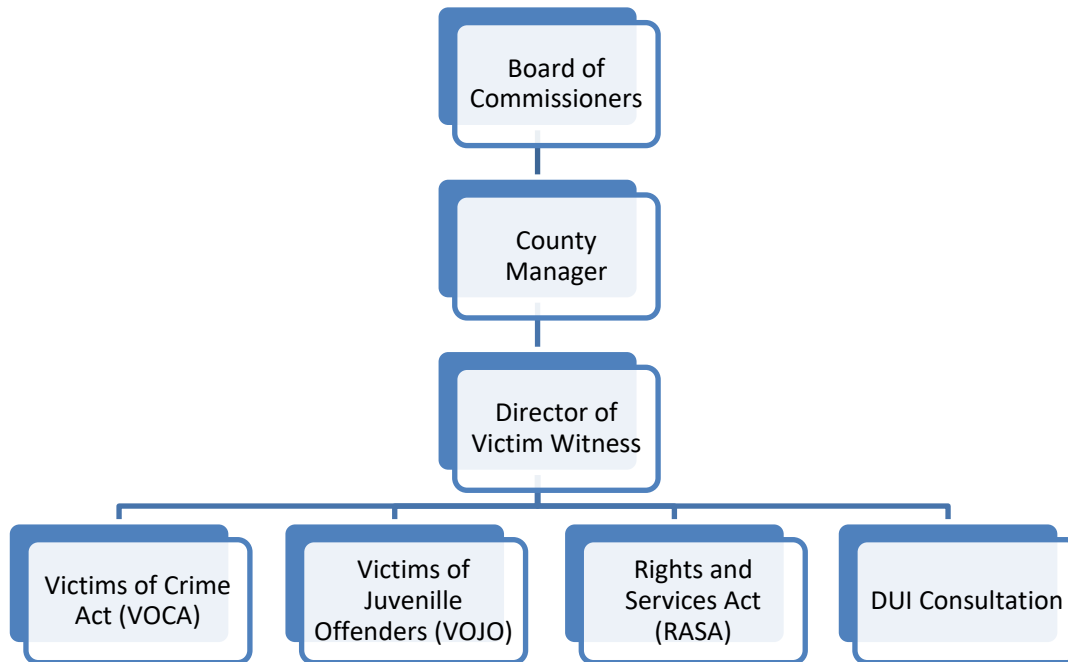 Board of
Commissioners
County
Manager
Director of
Victim Witness
Victims of Crime
Act (VOCA)
Victims of
Juvenille
Offenders (VOJO)
Rights and
Services Act
(RASA)
DUI Consultation